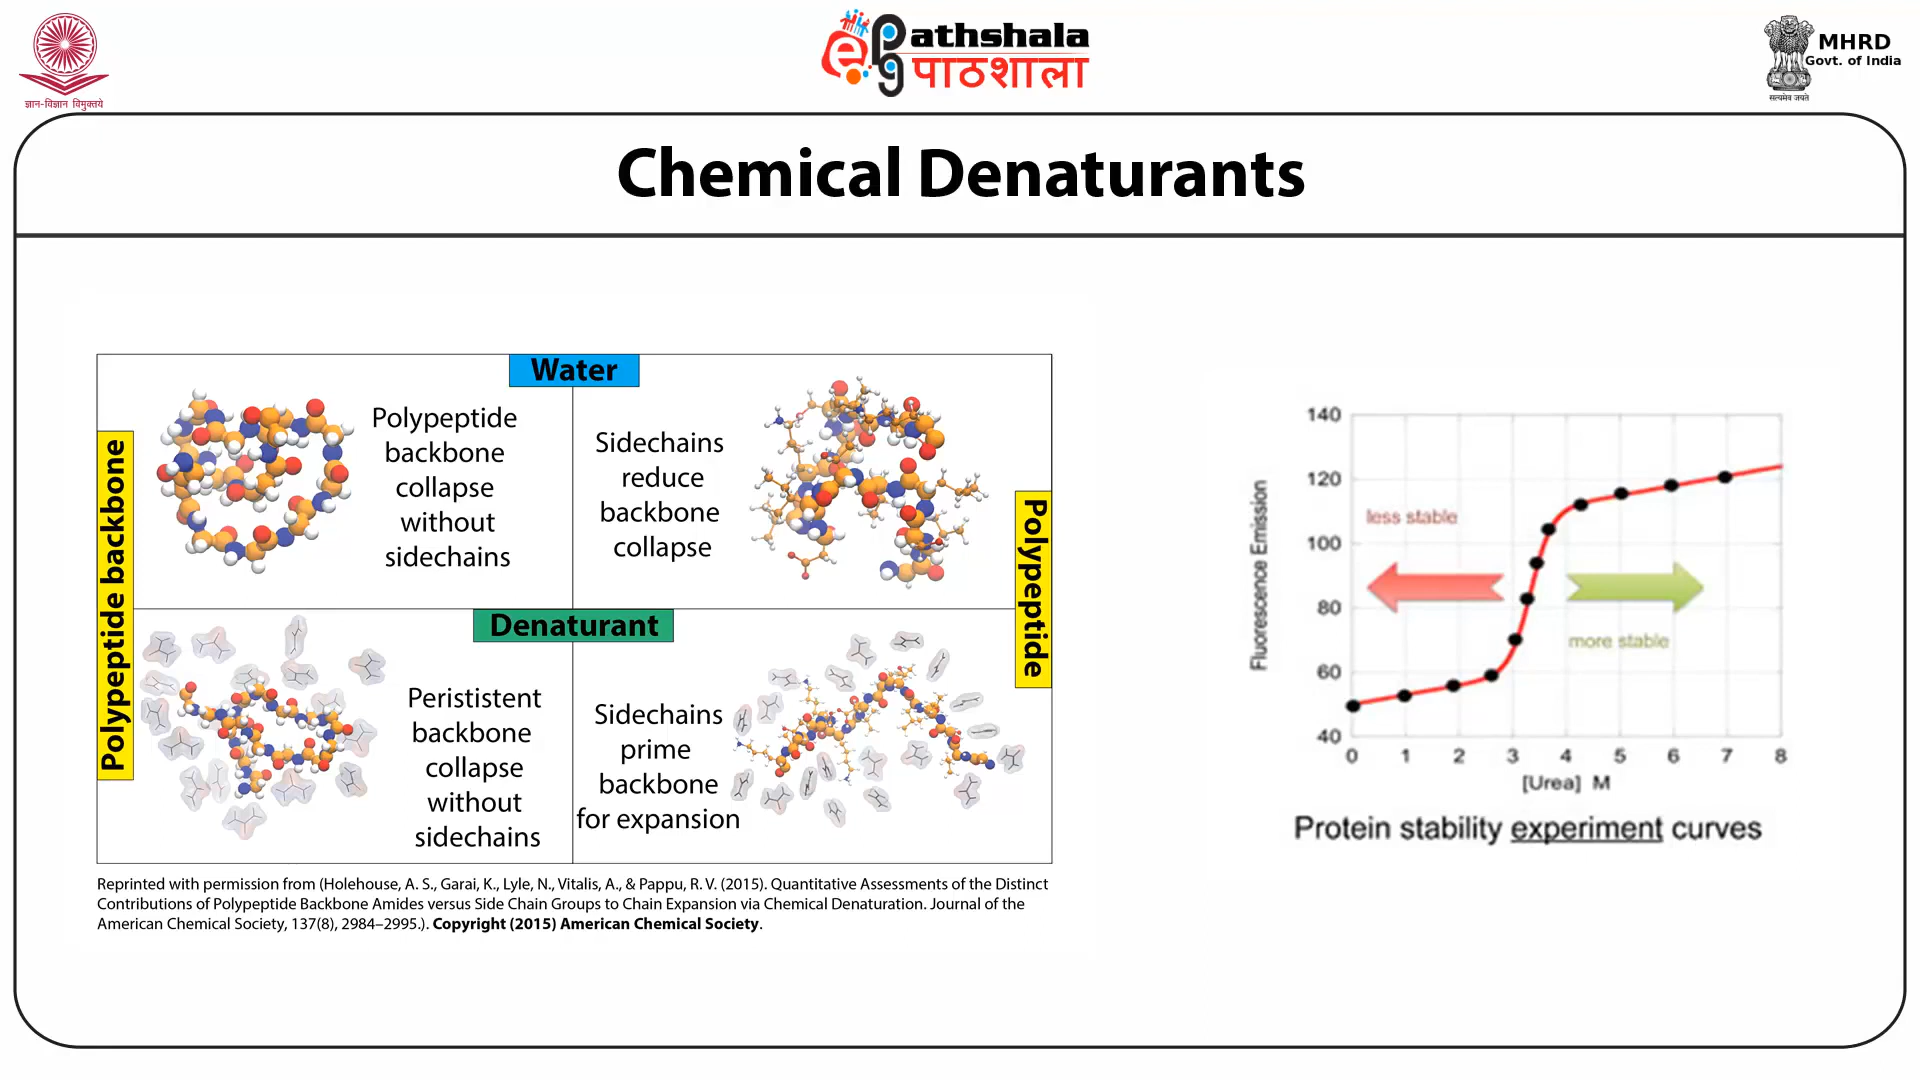 ज्ञान-विज्ञान विमुक्तये
ePathshala
पाठशाला
MHRD
Govt. of India
सत्यमेव जयते
Chemical Denaturants
Water
Polypeptide backbone
Polypeptide
backbone
collapse
without
sidechains
Sidechains
reduce
backbone
collapse
Polypeptide
Denaturant
Perististent
backbone
collapse
without
sidechains
Sidechains
prime
backbone
for expansion
Reprinted with permission from (Holehouse, A. S., Garai, K., Lyle, N., Vitalis, A., & Pappu, R. V. (2015). Quantitative Assessments of the Distinct
Contributions of Polypeptide Backbone Amides versus Side Chain Groups to Chain Expansion via Chemical Denaturation. Journal of the
American Chemical Society, 137(8), 2984–2995.). Copyright (2015) American Chemical Society.
Fluorescence Emission
140
120
100
80
60
40
less stable
more stable
0 1 2 3 4 5 6 7 8
[Urea] M
Protein stability experiment curves